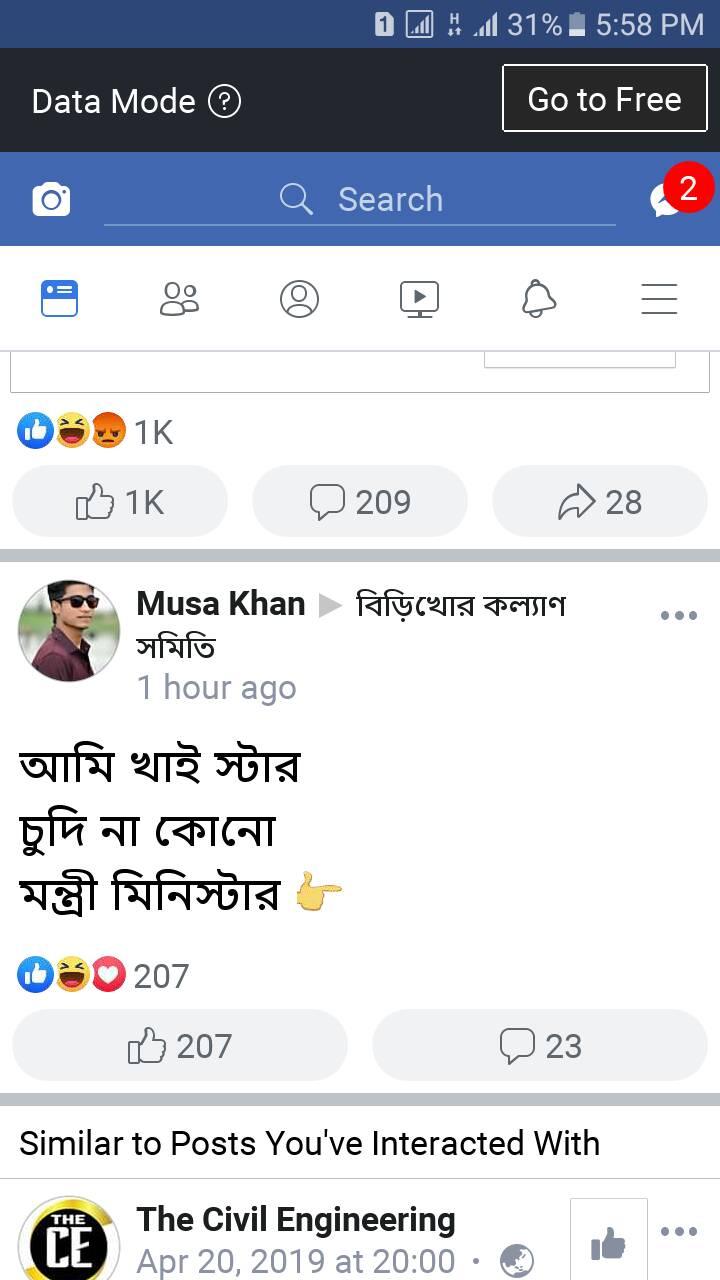 1 H 31% 5:58 PM
Data Mode ? Go to Free
Search 2
1K
1K 209 28
Musa Khan ▶ বিড়িখোর কল্যাণ
সমিতি
1 hour ago
আমি খাই স্টার
চুদি না কোনো
মন্ত্রী মিনিস্টার 👉
207
207 23
Similar to Posts You've Interacted With
THE
CE
The Civil Engineering
Apr 20, 2019 at 20:00 ·